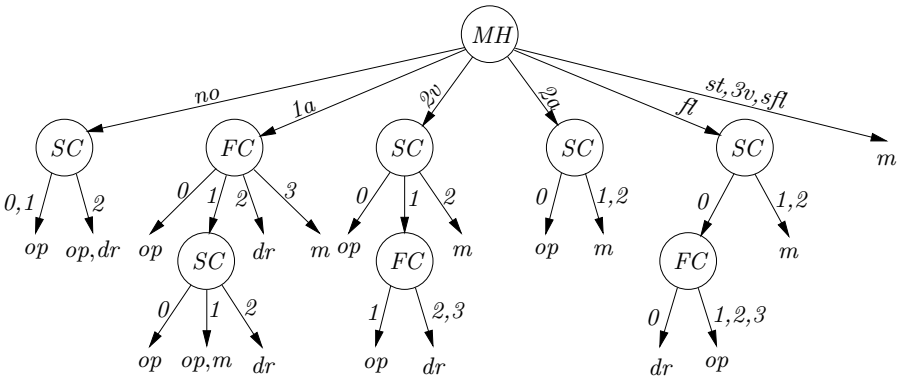 MH
no
1a
2v
2a
fl
st,3v,sfl
SC
FC
SC
SC
SC
m
0,1
2
0
1
2
3
0
1
2
0
1,2
0
1,2
op
op,dr
op
SC
dr
m
op
FC
m
op
m
FC
m
0
1
2
1
2,3
0
1,2,3
op
op,m
dr
op
dr
dr
op